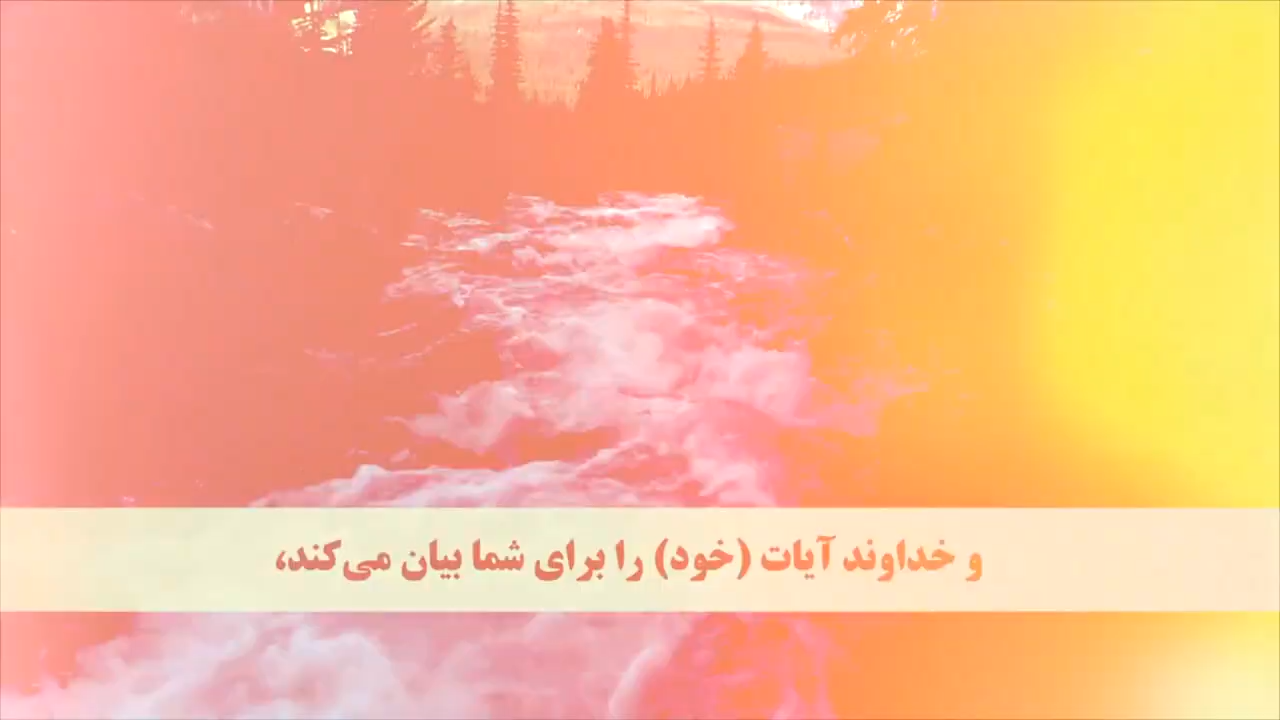 و خداوند آیات (خود) را برای شما بیان می‌کند،